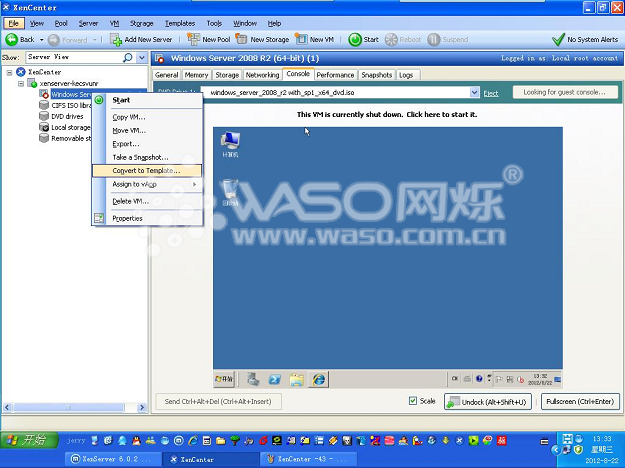 XenCenter
File View Pool Server VM Storage Templates Tools Window Help
Back Forward Add New Server New Pool New Storage New VM Start Reboot Suspend No System Alerts
Show: Server View
Windows Server 2008 R2 (64-bit) (1) Logged in as: Local root account
XenCenter
xenserver-kecsvunr
Windows Ser
CIFS ISO libra
DVD drives
Local storage
Removable st
General Memory Storage Networking Console Performance Snapshots Logs
DVD Drive 1: windows_server_2008_r2 with_sp1_x64_dvd.iso Eject Looking for guest console...
This VM is currently shut down. Click here to start it.
Start
Copy VM...
Move VM...
Export...
Take a Snapshot...
Convert to Template...
Assign to vApp
Delete VM...
Properties
计算机
回收站
WASO 网烁 ®
www.waso.com.cn
开始
CH
13:32
2012/8/22
Send Ctrl+Alt+Del (Ctrl+Alt+Insert) Scale Undock (Alt+Shift+U) Fullscreen (Ctrl+Enter)
开始
jerry
XenServer 6.0.2 ...
XenCenter
XenCenter -43 - ...
13:33
星期三
2012-8-22